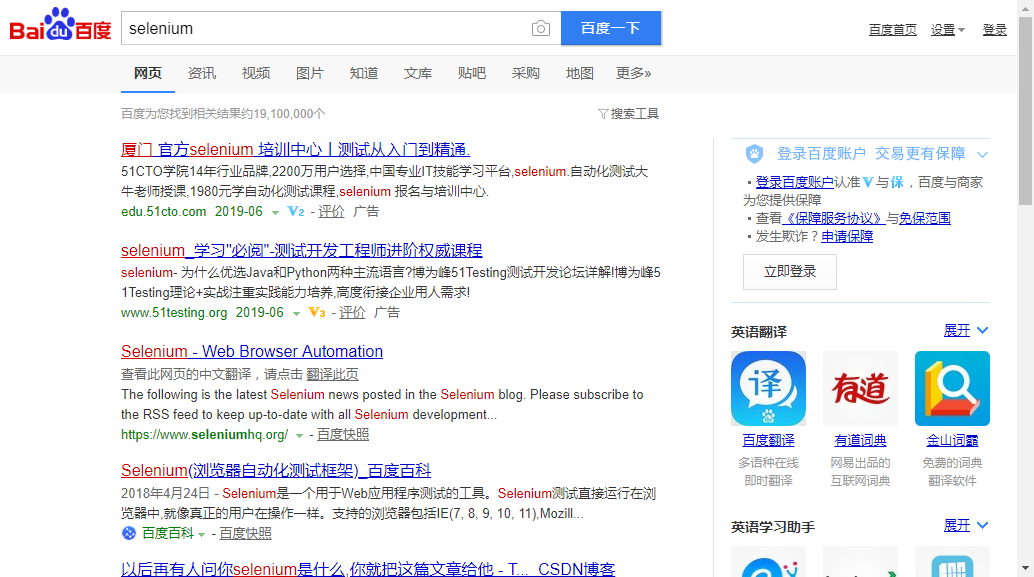 Baidu百度
selenium
百度一下
百度首页 设置 登录
网页 资讯 视频 图片 知道 文库 贴吧 采购 地图 更多»
百度为您找到相关结果约19,100,000个
搜索工具
厦门 官方selenium 培训中心丨测试从入门到精通.
51CTO学院14年行业品牌,2200万用户选择,中国专业IT技能学习平台,selenium.自动化测试大
牛老师授课,1980元学自动化测试课程,selenium 报名与培训中心.
edu.51cto.com 2019-06 V2 - 评价 广告
selenium_学习"必阅"-测试开发工程师进阶权威课程
selenium- 为什么优选Java和Python两种主流语言?博为峰51Testing测试开发论坛详解!博为峰5
1Testing理论+实战注重实践能力培养,高度衔接企业用人需求!
www.51testing.org 2019-06 V3 - 评价 广告
Selenium - Web Browser Automation
查看此网页的中文翻译，请点击 翻译此页
The following is the latest Selenium news posted in the Selenium blog. Please subscribe to
the RSS feed to keep up-to-date with all Selenium development...
https://www.seleniumhq.org/ - 百度快照
Selenium(浏览器自动化测试框架)_百度百科
2018年4月24日 - Selenium是一个用于Web应用程序测试的工具。Selenium测试直接运行在浏
览器中,就像真正的用户在操作一样。支持的浏览器包括IE(7, 8, 9, 10, 11),Mozill...
百度百科 - 百度快照
以后再有人问你selenium是什么,你就把这篇文章给他 - T..._CSDN博客
登录百度账户 交易更有保障
·登录百度账户认准V与保，百度与商家
为您提供保障
·查看《保障服务协议》与免保范围
·发生欺诈？申请保障
立即登录
英语翻译
展开
译
有道
百度翻译 有道词典 金山词霸
多语种在线 网易出品的 免费的词典
即时翻译 互联网词典 翻译软件
英语学习助手
展开